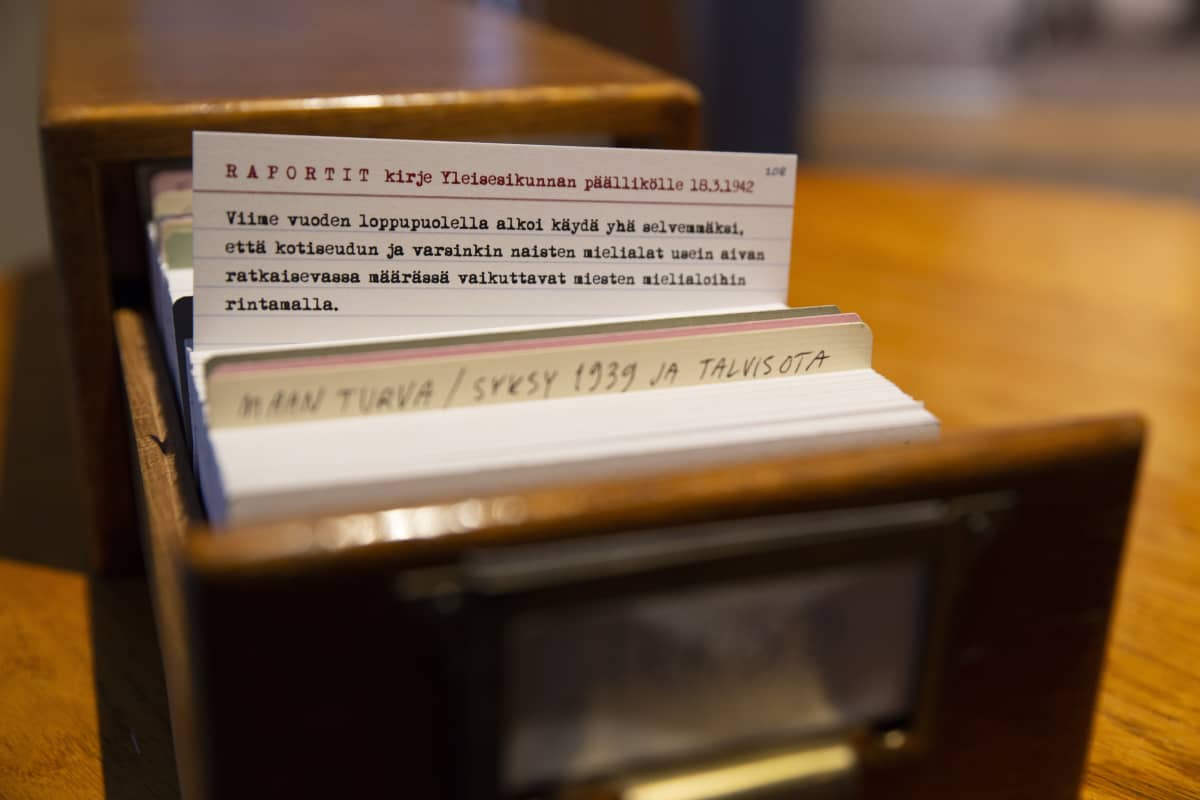 RAPORTIT kirje Yleisesikunnan päällikölle 18.3.1942
108
Viime vuoden loppupuolella alkoi käydä yhä selvemmäksi,
että kotiseudun ja varsinkin naisten mielialat usein aivan
ratkaisevassa määrässä vaikuttavat miesten mielialoihin
rintamalla.
MAAN TURVA / SYKSY 1939 JA TALVISOTA